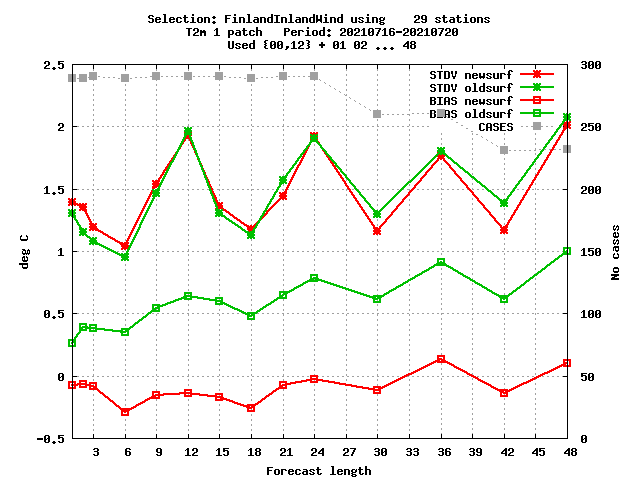 Selection: FinlandInlandWind using    29 stations
T2m 1 patch   Period: 20210716-20210720
Used {00,12} + 01 02 ... 48
2.5 300
STDV newsurf
STDV oldsurf
BIAS newsurf
BIAS oldsurf
CASES
2 250
1.5 200
1 150
0.5 100
0 50
-0.5 0
deg C
No cases
3 6 9 12 15 18 21 24 27 30 33 36 39 42 45 48
Forecast length